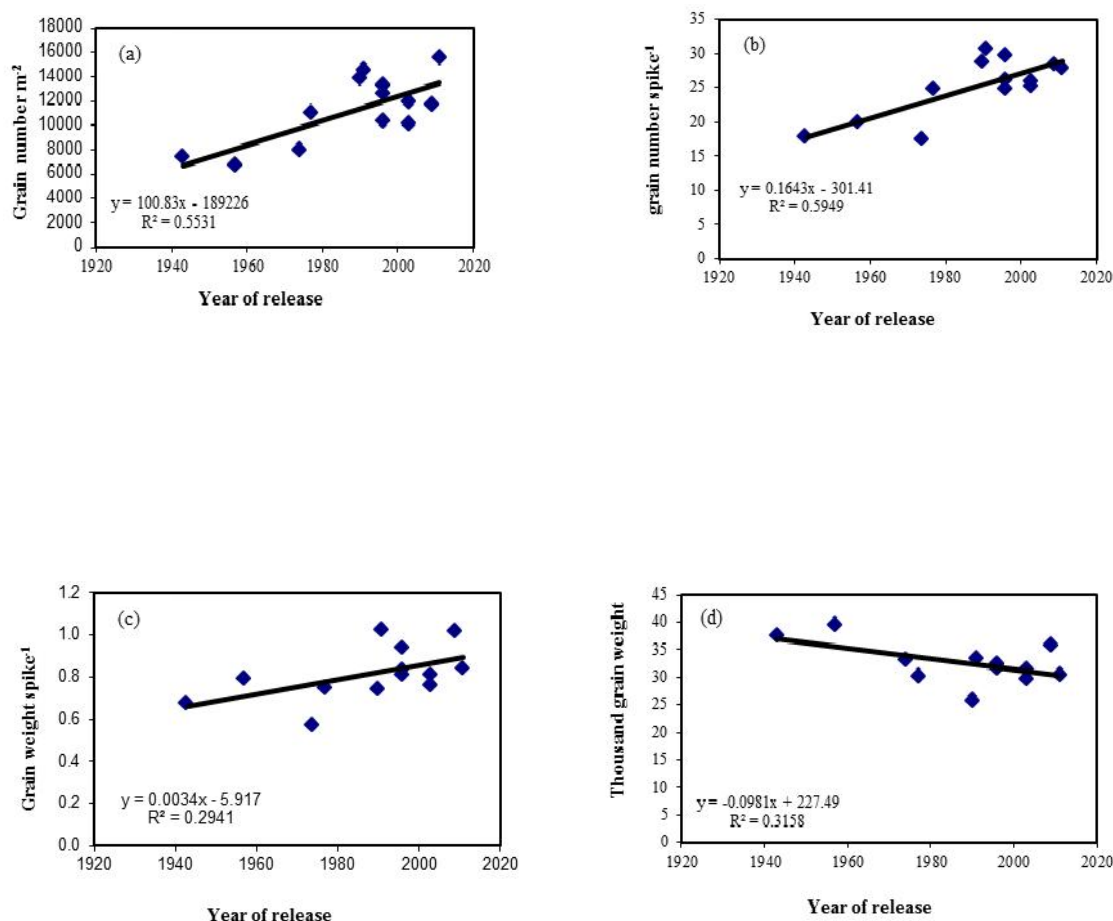 (a)
Grain number m⁻²
18000
16000
14000
12000
10000
8000
6000
4000
2000
0
y = 100.83x - 189226
R² = 0.5531
1920 1940 1960 1980 2000 2020
Year of release
(b)
grain number spike⁻¹
35
30
25
20
15
10
5
0
y = 0.1643x - 301.41
R² = 0.5949
1920 1940 1960 1980 2000 2020
Year of release
(c)
Grain weight spike⁻¹
1.2
1.0
0.8
0.6
0.4
0.2
0.0
y = 0.0034x - 5.917
R² = 0.2941
1920 1940 1960 1980 2000 2020
Year of release
(d)
Thousand grain weight
45
40
35
30
25
20
15
10
5
0
y = -0.0981x + 227.49
R² = 0.3158
1920 1940 1960 1980 2000 2020
Year of release